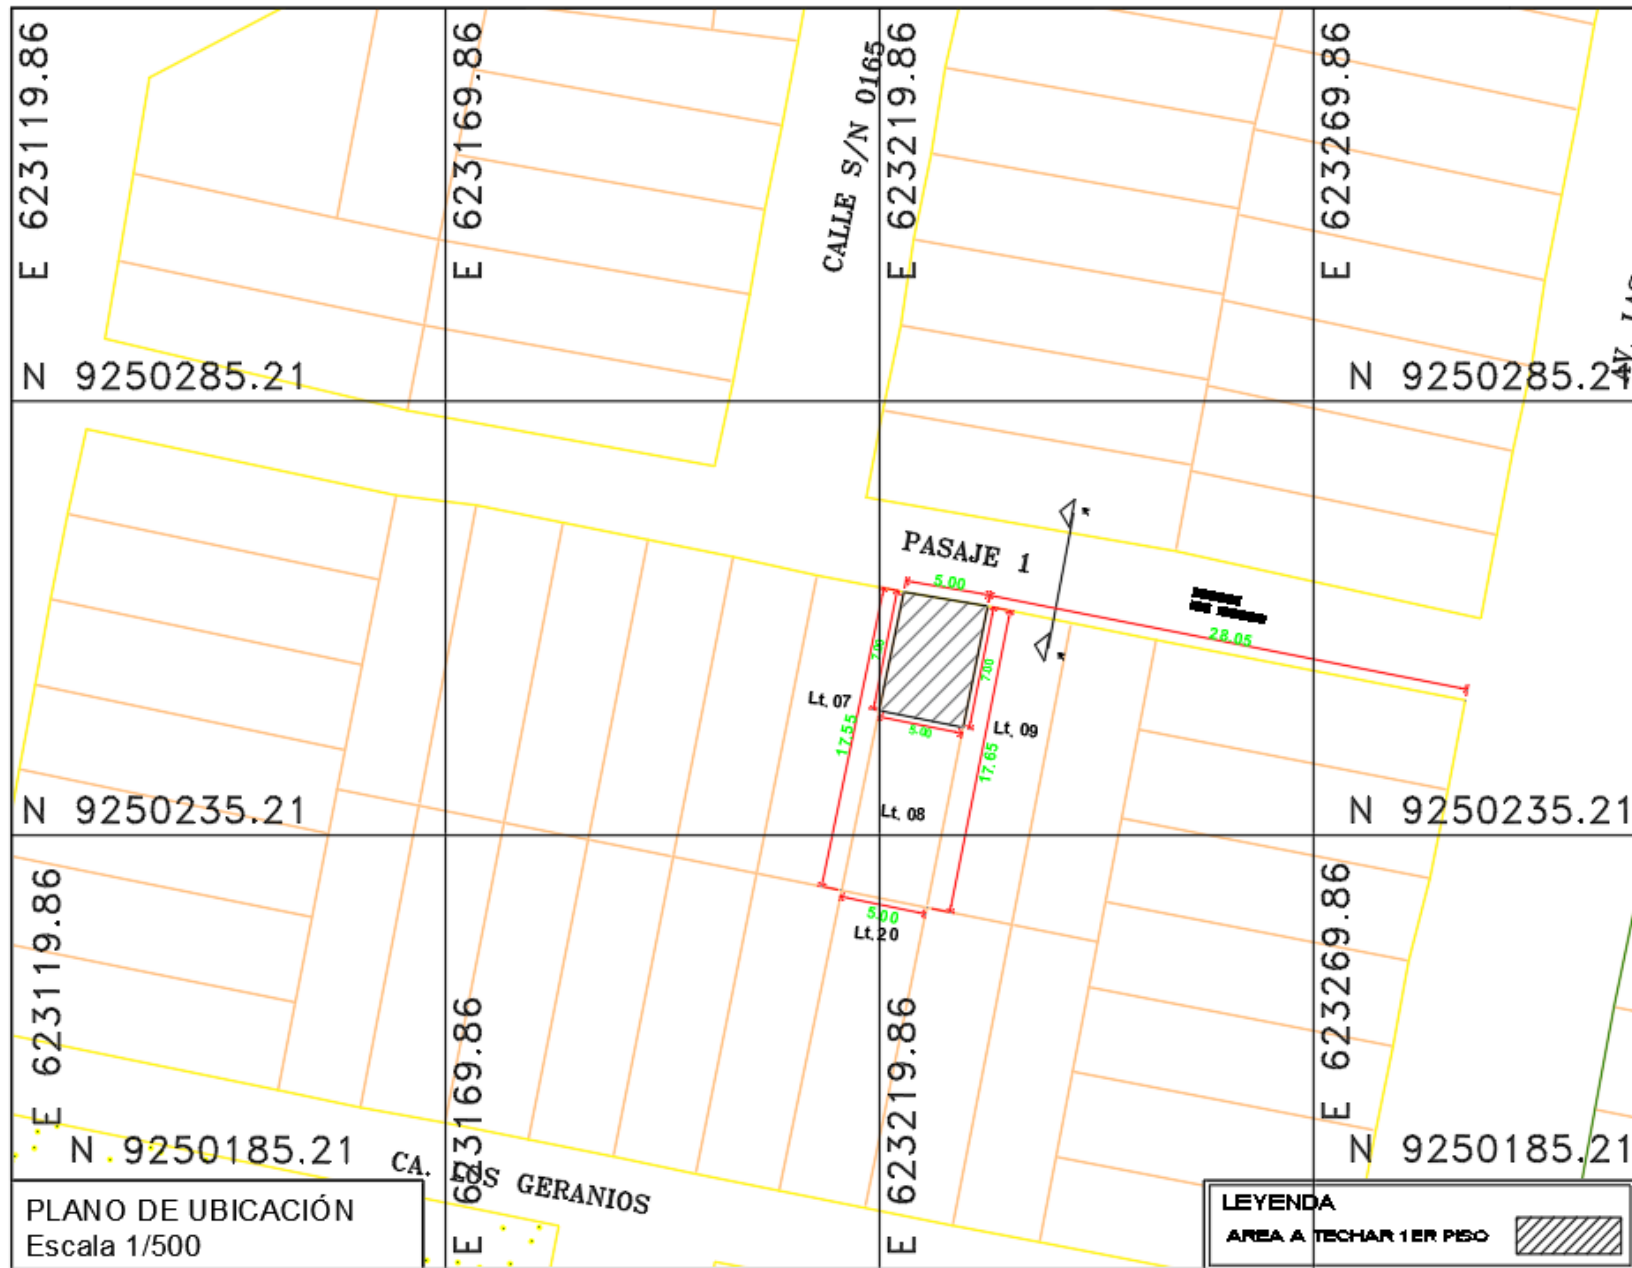 E 623119.86
E 623169.86
CALLE S/N 0165
E 623219.86
E 623269.86
N 9250285.21
N 9250285.21
PASAJE 1
5.00
28.05
7.00
7.00
Lt. 07
17.55
5.00
Lt. 09
17.65
N 9250235.21
Lt. 08
N 9250235.21
5.00
Lt. 20
E 623119.86
E 623169.86
E 623219.86
E 623269.86
N 9250185.21
N 9250185.21
CA. LOS GERANIOS
PLANO DE UBICACIÓN
Escala 1/500
LEYENDA
AREA A TECHAR 1ER PISO